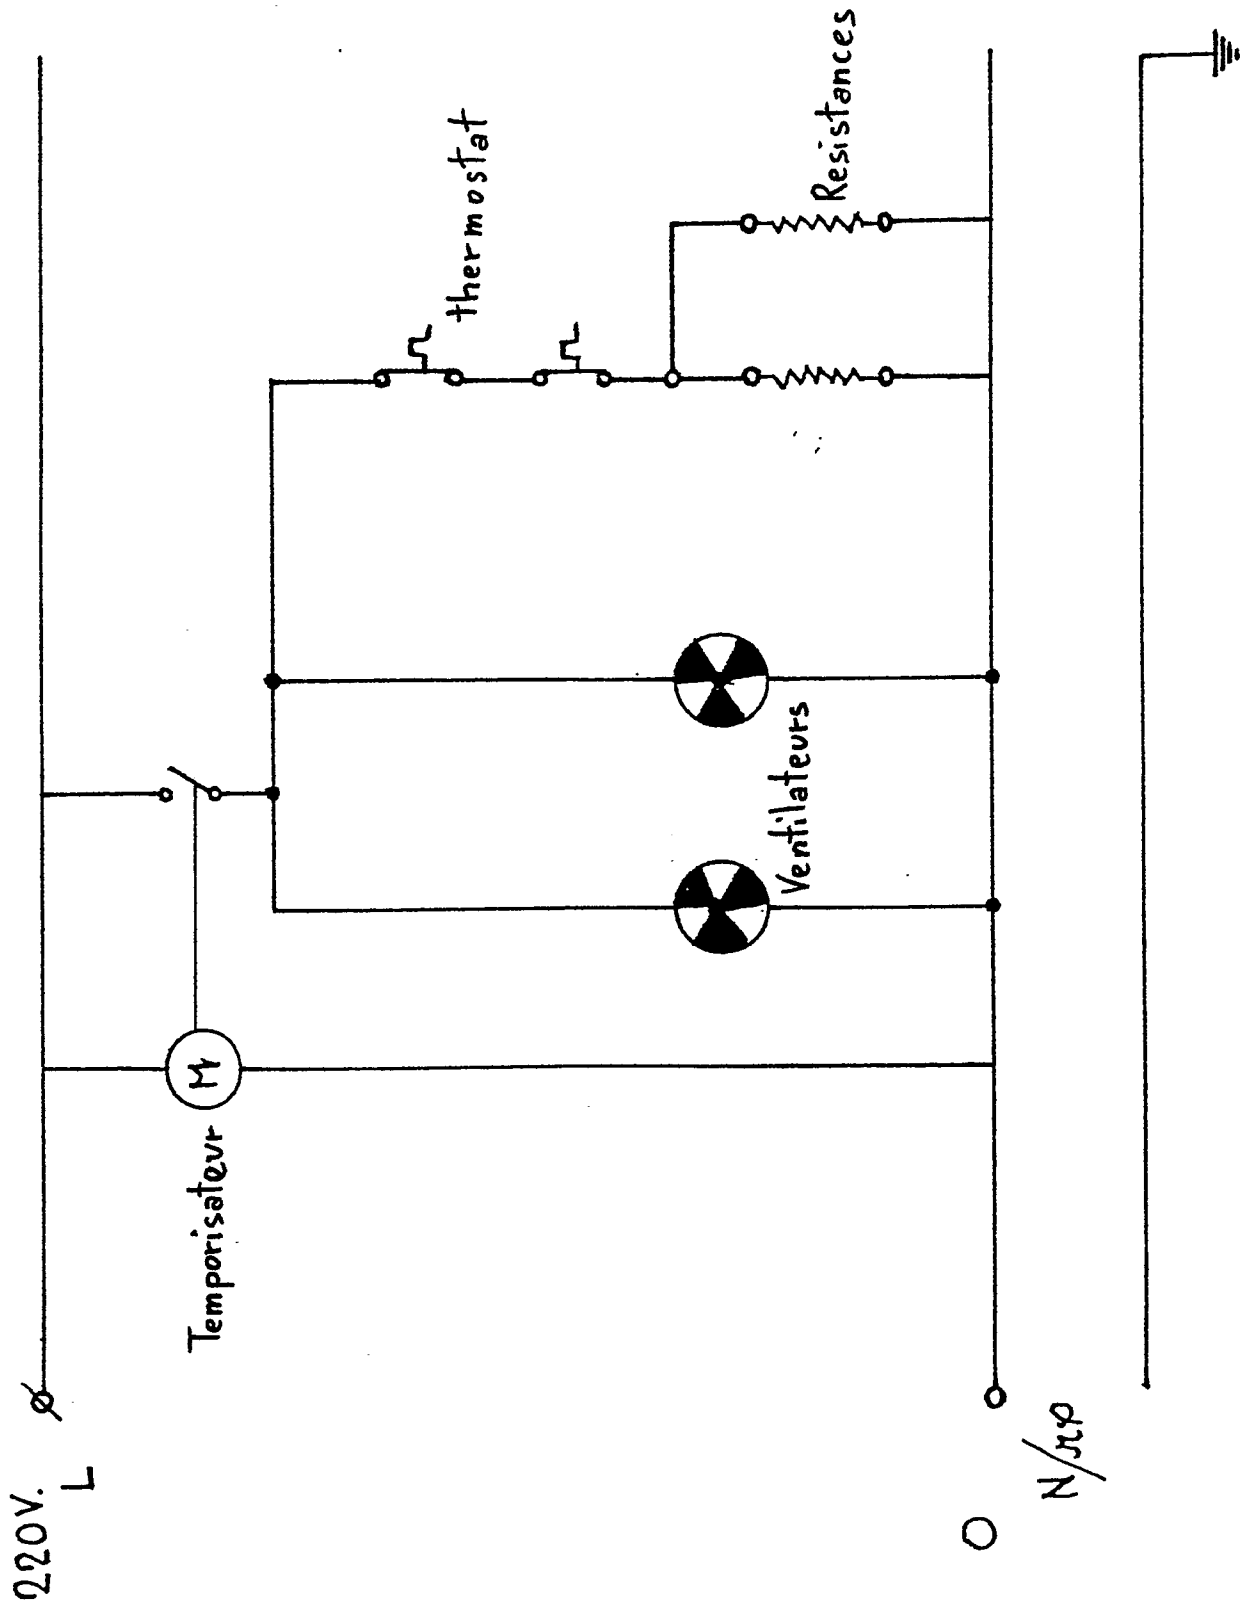 220V.
L
Temporisateur
M
Ventilateurs
thermostat
Resistances
O
N/mp